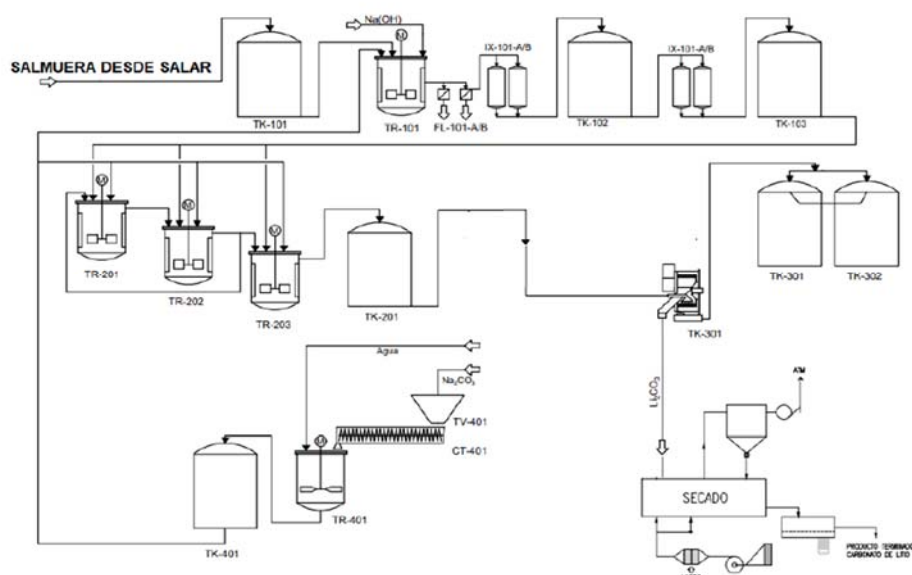 Na(OH)
M
IX-101-A/B
IX-101-A/B
SALMUERA DESDE SALAR
TK-101
TR-101
FL-101-A/B
TK-102
TK-103
M
M
M
TR-201
TR-202
TR-203
TK-201
TK-301
TK-301
TK-302
Agua
Na₂CO₃
Li₂CO₃
ATM
TV-401
CT-401
M
TR-401
TK-401
SECADO
PRODUCTO TERMINADO
CARBONATO DE LITIO